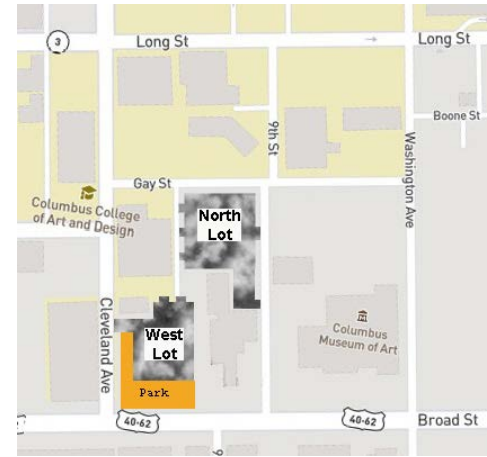 3
Long St
Long St
Boone St
9th St
Washington Ave
Gay St
Columbus College
of Art and Design
North
Lot
Cleveland Ave
West
Lot
Columbus
Museum of Art
Park
40-62
40-62
Broad St
9